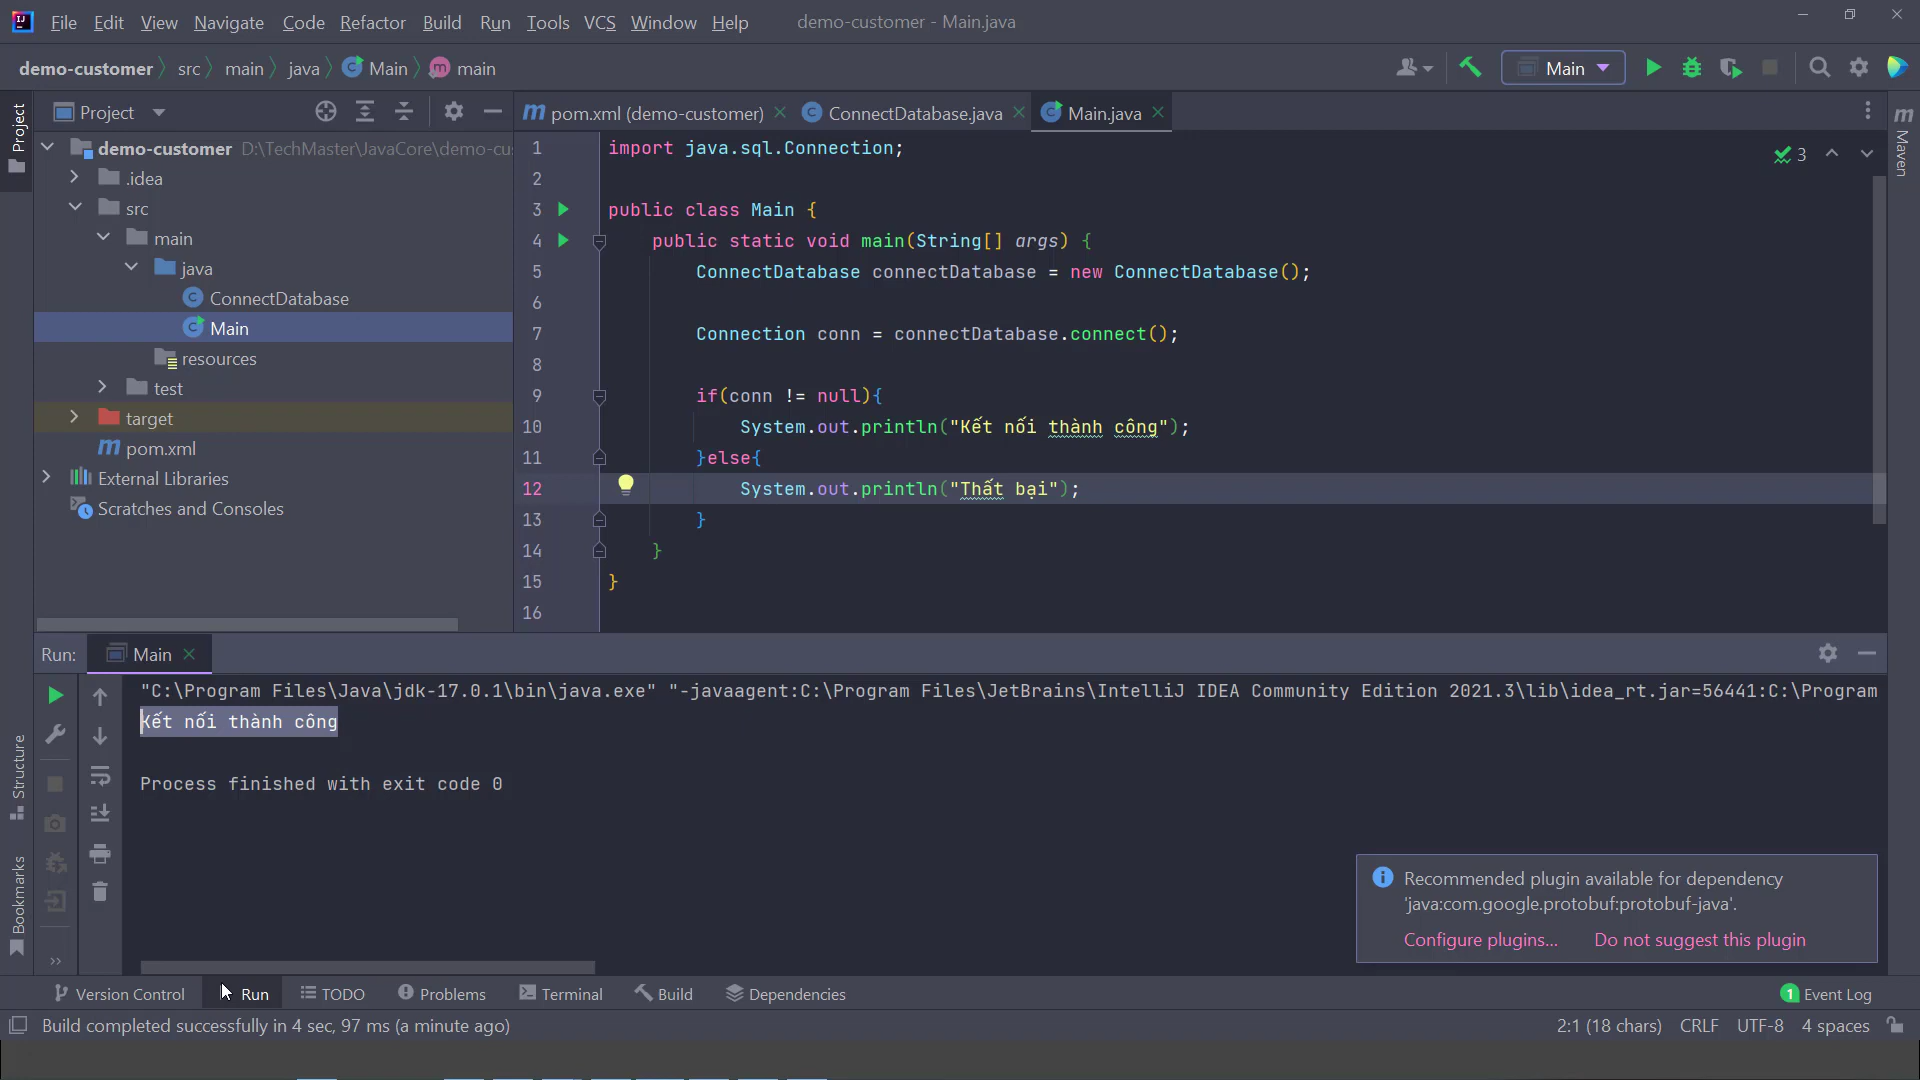 File Edit View Navigate Code Refactor Build Run Tools VCS Window Help demo-customer - Main.java
demo-customer src main java Main main Main
Project
pom.xml (demo-customer) ConnectDatabase.java Main.java
Project
Maven
demo-customer D:\TechMaster\JavaCore\demo-cu
.idea
src
main
java
ConnectDatabase
Main
resources
test
target
pom.xml
External Libraries
Scratches and Consoles
3
1 import java.sql.Connection;
2
3 public class Main {
4 public static void main(String[] args) {
5 ConnectDatabase connectDatabase = new ConnectDatabase();
6
7 Connection conn = connectDatabase.connect();
8
9 if(conn != null){
10 System.out.println("Kết nối thành công");
11 }else{
12 System.out.println("Thất bại");
13 }
14 }
15 }
16
Run: Main
"C:\Program Files\Java\jdk-17.0.1\bin\java.exe" "-javaagent:C:\Program Files\JetBrains\IntelliJ IDEA Community Edition 2021.3\lib\idea_rt.jar=56441:C:\Program
Kết nối thành công
Process finished with exit code 0
Structure
Bookmarks
Recommended plugin available for dependency
'java:com.google.protobuf:protobuf-java'.
Configure plugins... Do not suggest this plugin
Version Control Run TODO Problems Terminal Build Dependencies 1 Event Log
Build completed successfully in 4 sec, 97 ms (a minute ago) 2:1 (18 chars) CRLF UTF-8 4 spaces